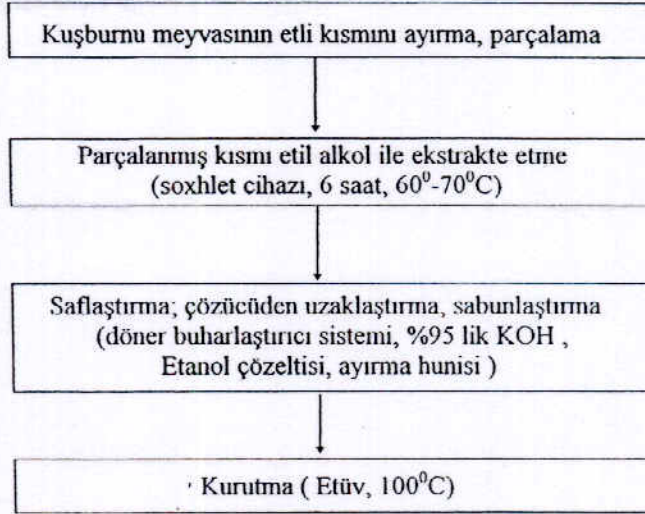 Kuşburnu meyvasının etli kısmını ayırma, parçalama
Parçalanmış kısmı etil alkol ile ekstrakte etme
(soxhlet cihazı, 6 saat, 60⁰-70⁰C)
Saflaştırma; çözücüden uzaklaştırma, sabunlaştırma
(döner buharlaştırıcı sistemi, %95 lik KOH ,
Etanol çözeltisi, ayırma hunisi )
Kurutma ( Etüv, 100⁰C)